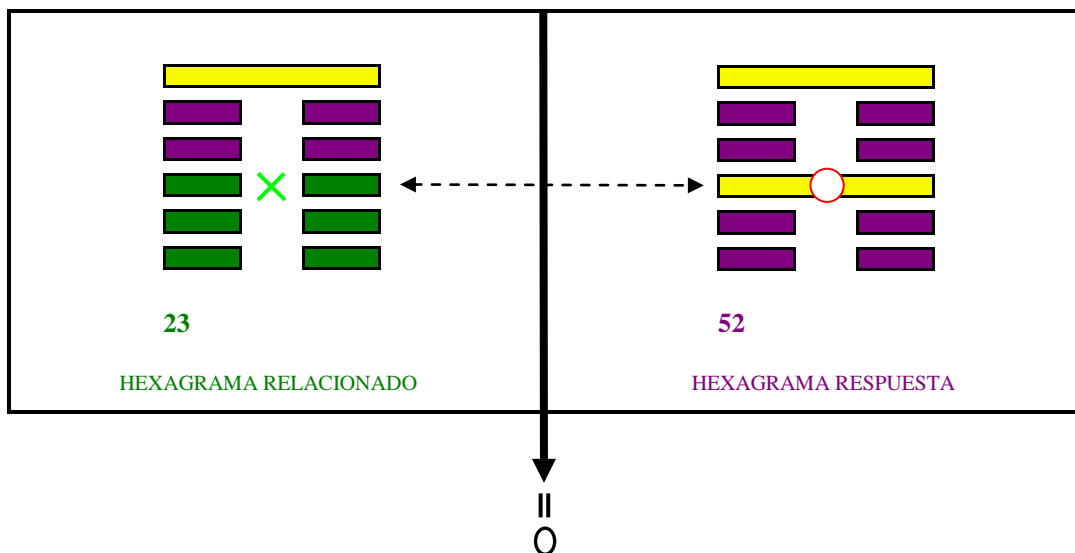 23
52
HEXAGRAMA RELACIONADO
HEXAGRAMA RESPUESTA
=
O